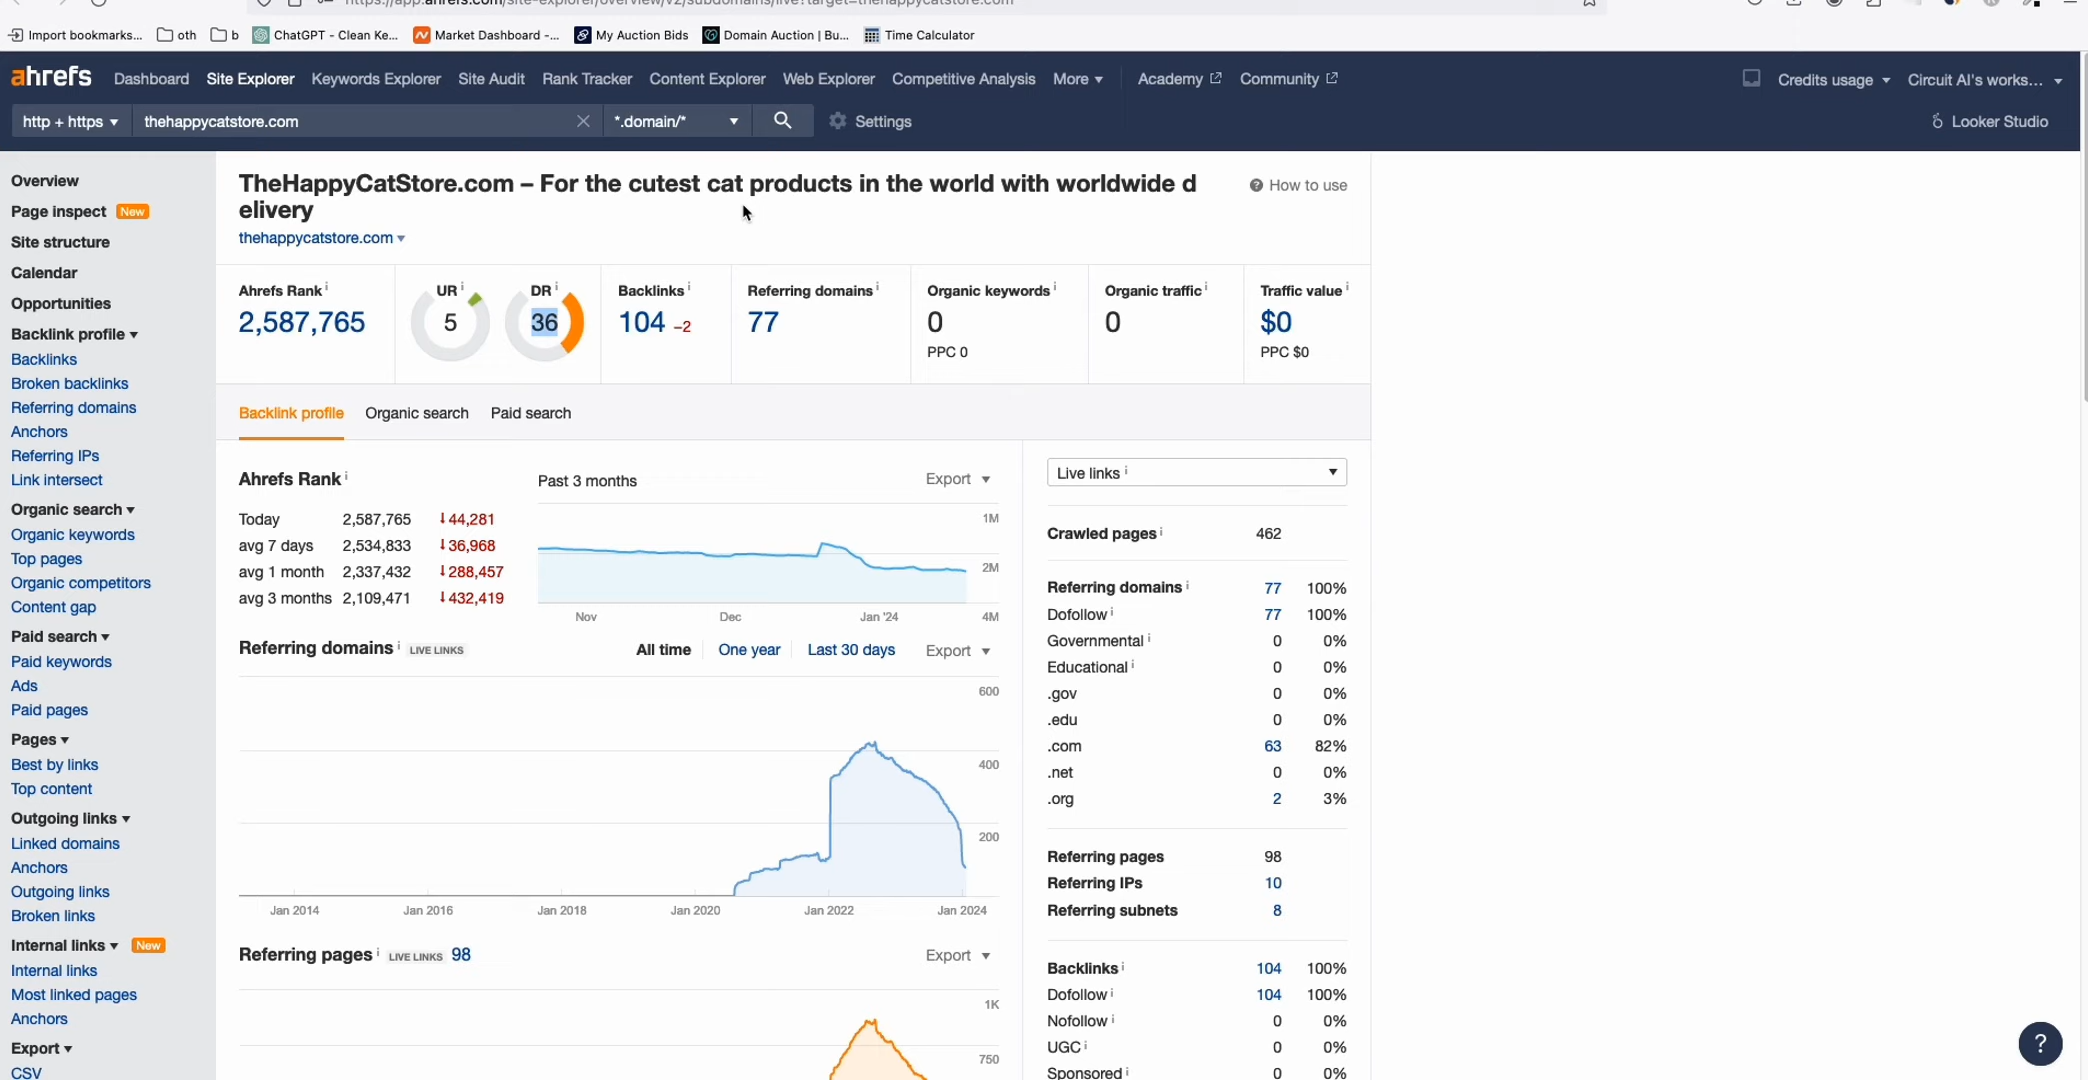 https://app.ahrefs.com/site-explorer/overview/v2/subdomains/live?target=thehappycatstore.com
Import bookmarks...
oth
b
ChatGPT - Clean Ke...
Market Dashboard -...
My Auction Bids
Domain Auction | Bu...
Time Calculator
ahrefs
Dashboard
Site Explorer
Keywords Explorer
Site Audit
Rank Tracker
Content Explorer
Web Explorer
Competitive Analysis
More
Academy
Community
Credits usage
Circuit AI's works...
http + https
thehappycatstore.com
*.domain/*
Settings
Looker Studio
Overview
Page inspect New
Site structure
Calendar
Opportunities
Backlink profile
Backlinks
Broken backlinks
Referring domains
Anchors
Referring IPs
Link intersect
Organic search
Organic keywords
Top pages
Organic competitors
Content gap
Paid search
Paid keywords
Ads
Paid pages
Pages
Best by links
Top content
Outgoing links
Linked domains
Anchors
Outgoing links
Broken links
Internal links New
Internal links
Most linked pages
Anchors
Export
CSV
TheHappyCatStore.com – For the cutest cat products in the world with worldwide d
elivery
How to use
thehappycatstore.com
Ahrefs Rank i
2,587,765
UR i
5
DR i
36
Backlinks i
104 -2
Referring domains i
77
Organic keywords i
0
PPC 0
Organic traffic i
0
Traffic value i
$0
PPC $0
Backlink profile
Organic search
Paid search
Ahrefs Rank i
Past 3 months
Export
Today 2,587,765 ↓44,281
avg 7 days 2,534,833 ↓36,968
avg 1 month 2,337,432 ↓288,457
avg 3 months 2,109,471 ↓432,419
1M
2M
4M
Nov
Dec
Jan '24
Referring domains i LIVE LINKS
All time
One year
Last 30 days
Export
600
400
200
Jan 2014
Jan 2016
Jan 2018
Jan 2020
Jan 2022
Jan 2024
Referring pages i LIVE LINKS 98
Export
1K
750
Live links i
Crawled pages i 462
Referring domains i 77 100%
Dofollow i 77 100%
Governmental i 0 0%
Educational i 0 0%
.gov 0 0%
.edu 0 0%
.com 63 82%
.net 0 0%
.org 2 3%
Referring pages 98
Referring IPs 10
Referring subnets 8
Backlinks i 104 100%
Dofollow i 104 100%
Nofollow i 0 0%
UGC i 0 0%
Sponsored i 0 0%
?